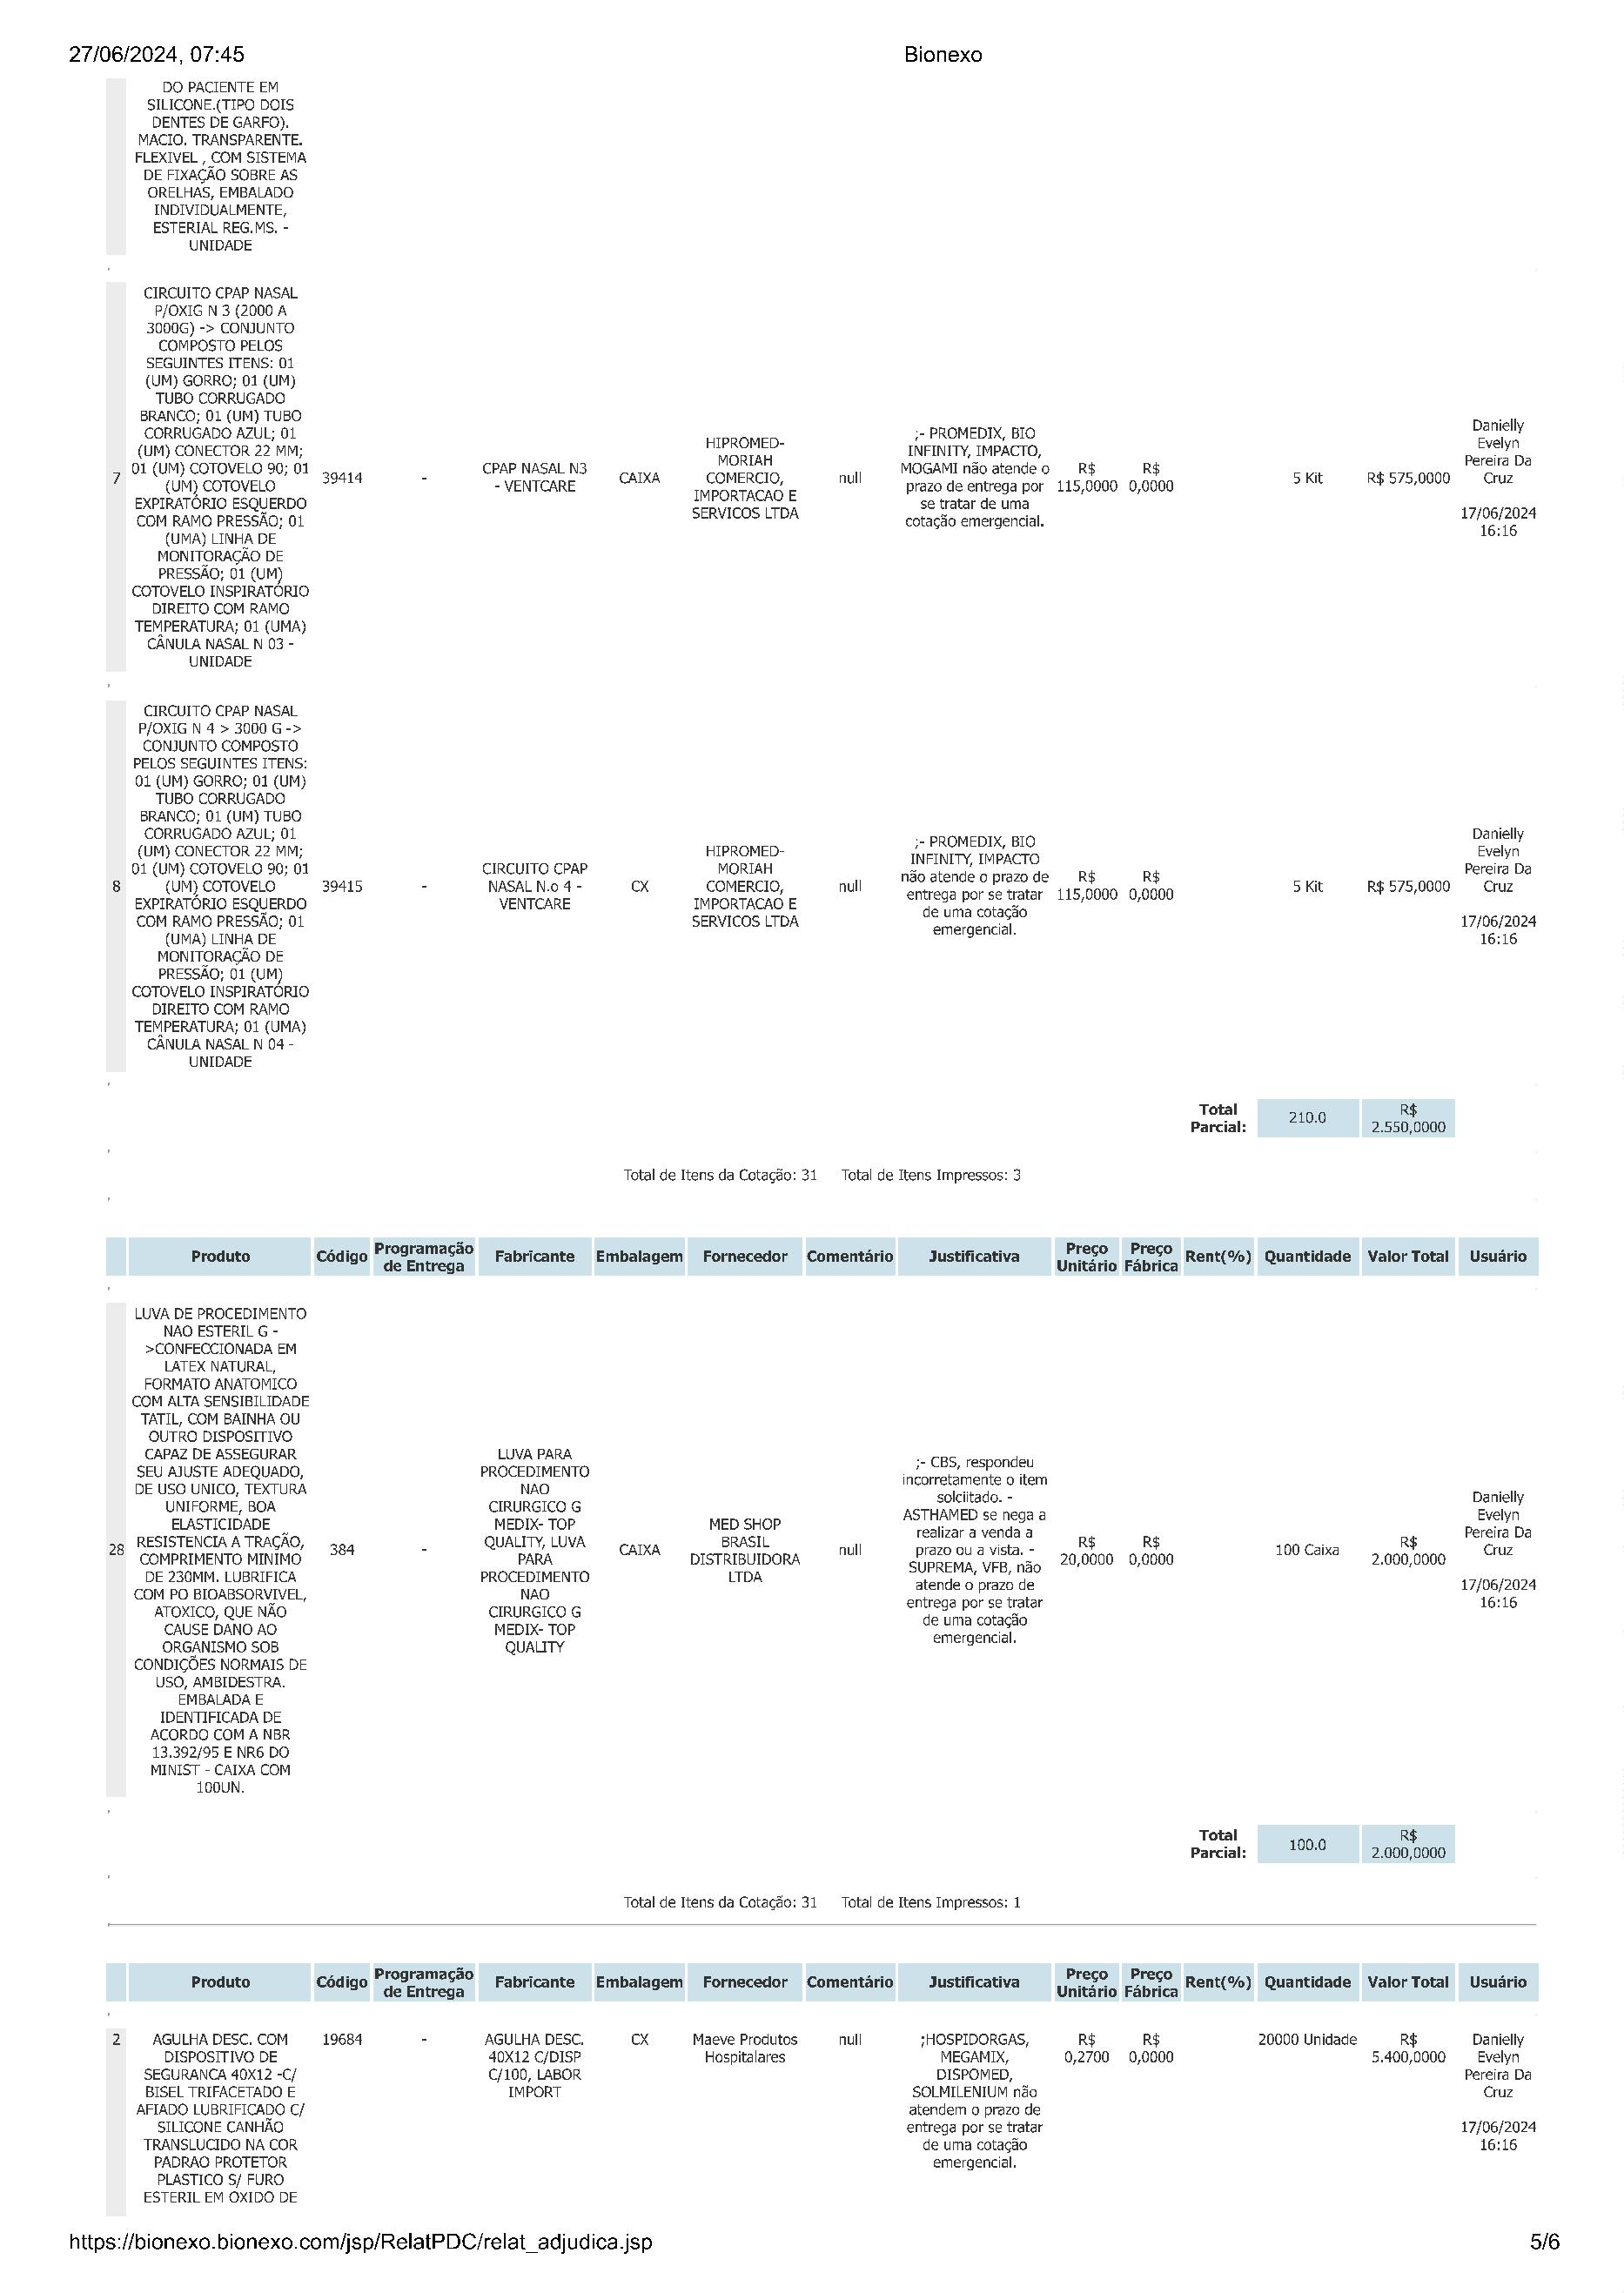 27/06/2024, 07:45
Bionexo
DO PACIENTE EM
SILICONE.(TIPO DOIS
DENTES DE GARFO).
MACIO. TRANSPARENTE.
FLEXIVEL , COM SISTEMA
DE FIXAÇÃO SOBRE AS
ORELHAS, EMBALADO
INDIVIDUALMENTE,
ESTERIAL REG.MS. -
UNIDADE
7
CIRCUITO CPAP NASAL
P/OXIG N 3 (2000 A
3000G) -> CONJUNTO
COMPOSTO PELOS
SEGUINTES ITENS: 01
(UM) GORRO; 01 (UM)
TUBO CORRUGADO
BRANCO; 01 (UM) TUBO
CORRUGADO AZUL; 01
(UM) CONECTOR 22 MM;
01 (UM) COTOVELO 90; 01
(UM) COTOVELO
EXPIRATÓRIO ESQUERDO
COM RAMO PRESSÃO; 01
(UMA) LINHA DE
MONITORAÇÃO DE
PRESSÃO; 01 (UM)
COTOVELO INSPIRATÓRIO
DIREITO COM RAMO
TEMPERATURA; 01 (UMA)
CÂNULA NASAL N 03 -
UNIDADE
39414
-
CPAP NASAL N3
- VENTCARE
CAIXA
HIPROMED-
MORIAH
COMERCIO,
IMPORTACAO E
SERVICOS LTDA
null
;- PROMEDIX, BIO
INFINITY, IMPACTO,
MOGAMI não atende o
prazo de entrega por
se tratar de uma
cotação emergencial.
R$
115,0000
R$
0,0000
5 Kit
R$ 575,0000
Danielly
Evelyn
Pereira Da
Cruz
17/06/2024
16:16
8
CIRCUITO CPAP NASAL
P/OXIG N 4 > 3000 G ->
CONJUNTO COMPOSTO
PELOS SEGUINTES ITENS:
01 (UM) GORRO; 01 (UM)
TUBO CORRUGADO
BRANCO; 01 (UM) TUBO
CORRUGADO AZUL; 01
(UM) CONECTOR 22 MM;
01 (UM) COTOVELO 90; 01
(UM) COTOVELO
EXPIRATÓRIO ESQUERDO
COM RAMO PRESSÃO; 01
(UMA) LINHA DE
MONITORAÇÃO DE
PRESSÃO; 01 (UM)
COTOVELO INSPIRATÓRIO
DIREITO COM RAMO
TEMPERATURA; 01 (UMA)
CÂNULA NASAL N 04 -
UNIDADE
39415
-
CIRCUITO CPAP
NASAL N.o 4 -
VENTCARE
CX
HIPROMED-
MORIAH
COMERCIO,
IMPORTACAO E
SERVICOS LTDA
null
;- PROMEDIX, BIO
INFINITY, IMPACTO
não atende o prazo de
entrega por se tratar
de uma cotação
emergencial.
R$
115,0000
R$
0,0000
5 Kit
R$ 575,0000
Danielly
Evelyn
Pereira Da
Cruz
17/06/2024
16:16
Total
Parcial:
210.0
R$
2.550,0000
Total de Itens da Cotação: 31 Total de Itens Impressos: 3
Produto Código Programação de Entrega Fabricante Embalagem Fornecedor Comentário Justificativa Preço Unitário Preço Fábrica Rent(%) Quantidade Valor Total Usuário
28
LUVA DE PROCEDIMENTO
NAO ESTERIL G -
>CONFECCIONADA EM
LATEX NATURAL,
FORMATO ANATOMICO
COM ALTA SENSIBILIDADE
TATIL, COM BAINHA OU
OUTRO DISPOSITIVO
CAPAZ DE ASSEGURAR
SEU AJUSTE ADEQUADO,
DE USO UNICO, TEXTURA
UNIFORME, BOA
ELASTICIDADE
RESISTENCIA A TRAÇÃO,
COMPRIMENTO MINIMO
DE 230MM. LUBRIFICA
COM PO BIOABSORVIVEL,
ATOXICO, QUE NÃO
CAUSE DANO AO
ORGANISMO SOB
CONDIÇÕES NORMAIS DE
USO, AMBIDESTRA.
EMBALADA E
IDENTIFICADA DE
ACORDO COM A NBR
13.392/95 E NR6 DO
MINIST - CAIXA COM
100UN.
384
-
LUVA PARA
PROCEDIMENTO
NAO
CIRURGICO G
MEDIX- TOP
QUALITY, LUVA
PARA
PROCEDIMENTO
NAO
CIRURGICO G
MEDIX- TOP
QUALITY
CAIXA
MED SHOP
BRASIL
DISTRIBUIDORA
LTDA
null
;- CBS, respondeu
incorretamente o item
solciitado. -
ASTHAMED se nega a
realizar a venda a
prazo ou a vista. -
SUPREMA, VFB, não
atende o prazo de
entrega por se tratar
de uma cotação
emergencial.
R$
20,0000
R$
0,0000
100 Caixa
R$
2.000,0000
Danielly
Evelyn
Pereira Da
Cruz
17/06/2024
16:16
Total
Parcial:
100.0
R$
2.000,0000
Total de Itens da Cotação: 31 Total de Itens Impressos: 1
Produto Código Programação de Entrega Fabricante Embalagem Fornecedor Comentário Justificativa Preço Unitário Preço Fábrica Rent(%) Quantidade Valor Total Usuário
2
AGULHA DESC. COM
DISPOSITIVO DE
SEGURANCA 40X12 -C/
BISEL TRIFACETADO E
AFIADO LUBRIFICADO C/
SILICONE CANHÃO
TRANSLUCIDO NA COR
PADRAO PROTETOR
PLASTICO S/ FURO
ESTERIL EM OXIDO DE
19684
-
AGULHA DESC.
40X12 C/DISP
C/100, LABOR
IMPORT
CX
Maeve Produtos
Hospitalares
null
;HOSPIDORGAS,
MEGAMIX,
DISPOMED,
SOLMILENIUM não
atendem o prazo de
entrega por se tratar
de uma cotação
emergencial.
R$
0,2700
R$
0,0000
20000 Unidade
R$
5.400,0000
Danielly
Evelyn
Pereira Da
Cruz
17/06/2024
16:16
https://bionexo.bionexo.com/jsp/RelatPDC/relat_adjudica.jsp
5/6